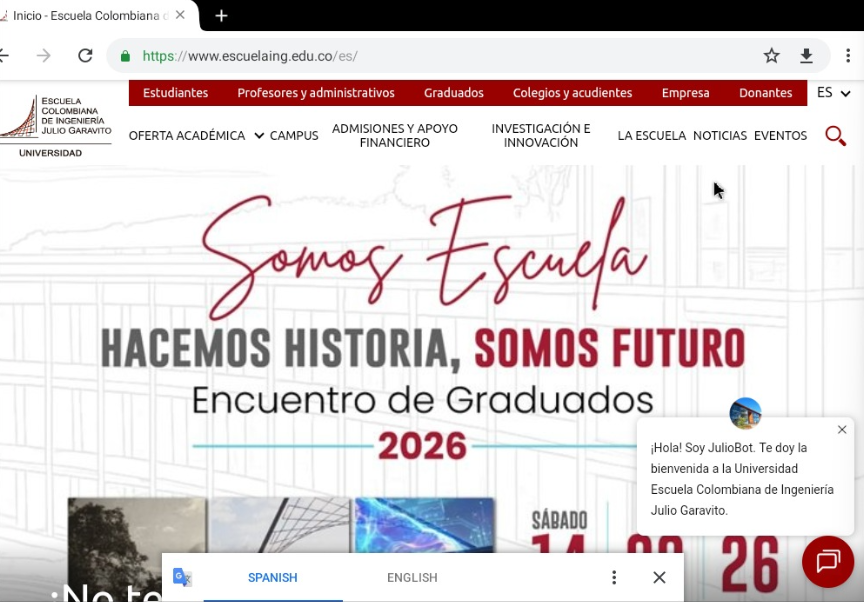 Inicio - Escuela Colombiana d
https://www.escuelaing.edu.co/es/
Estudiantes Profesores y administrativos Graduados Colegios y acudientes Empresa Donantes ES
ESCUELA
COLOMBIANA
DE INGENIERÍA
JULIO GARAVITO
UNIVERSIDAD
OFERTA ACADÉMICA CAMPUS ADMISIONES Y APOYO FINANCIERO INVESTIGACIÓN E INNOVACIÓN LA ESCUELA NOTICIAS EVENTOS
Somos Escuela
HACEMOS HISTORIA, SOMOS FUTURO
Encuentro de Graduados
2026
¡Hola! Soy JulioBot. Te doy la
bienvenida a la Universidad
Escuela Colombiana de Ingeniería
Julio Garavito.
SÁBADO
14 26
¡No te
SPANISH ENGLISH